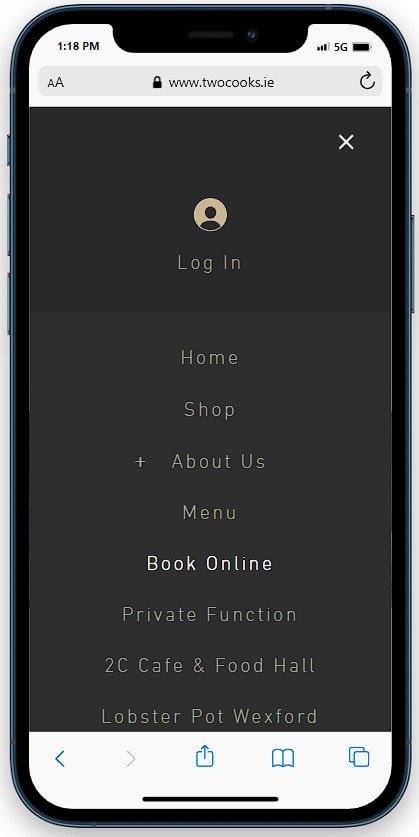 1:18 PM
5G
AA
www.twocooks.ie
Log In
Home
Shop
+ About Us
Menu
Book Online
Private Function
2C Cafe & Food Hall
Lobster Pot Wexford